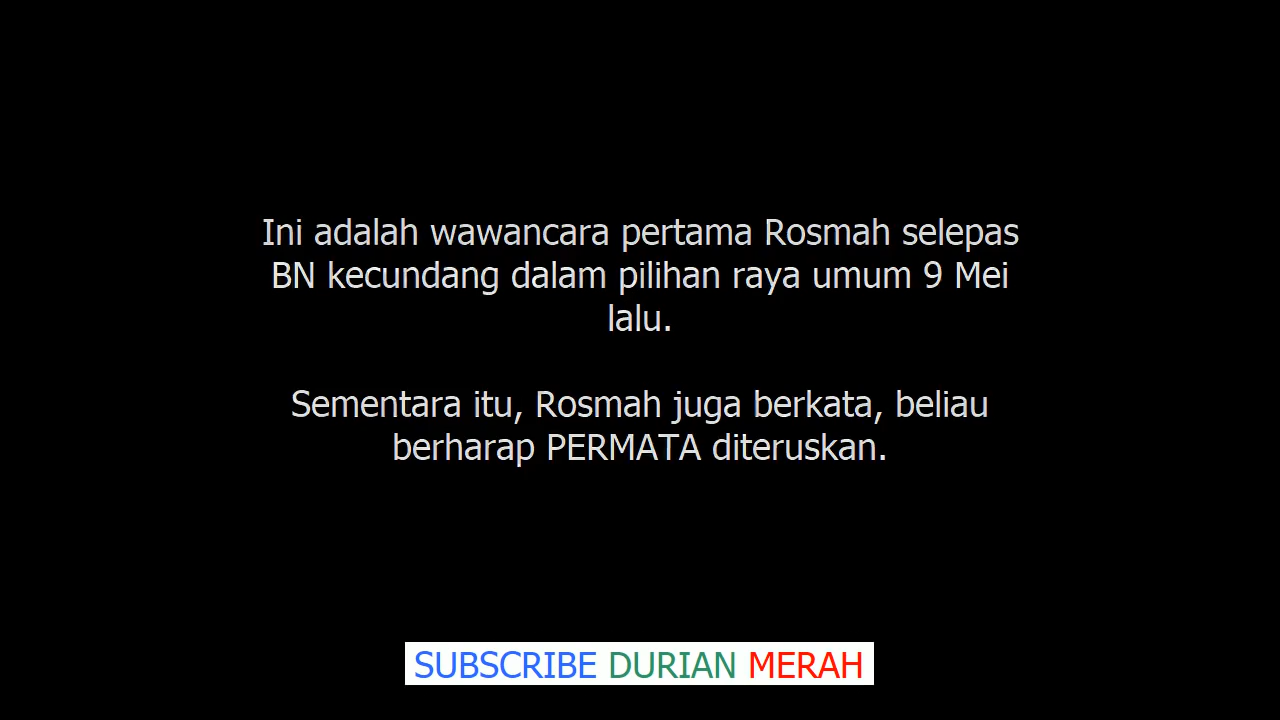 Ini adalah wawancara pertama Rosmah selepas
BN kecundang dalam pilihan raya umum 9 Mei
lalu.
Sementara itu, Rosmah juga berkata, beliau
berharap PERMATA diteruskan.
SUBSCRIBE DURIAN MERAH